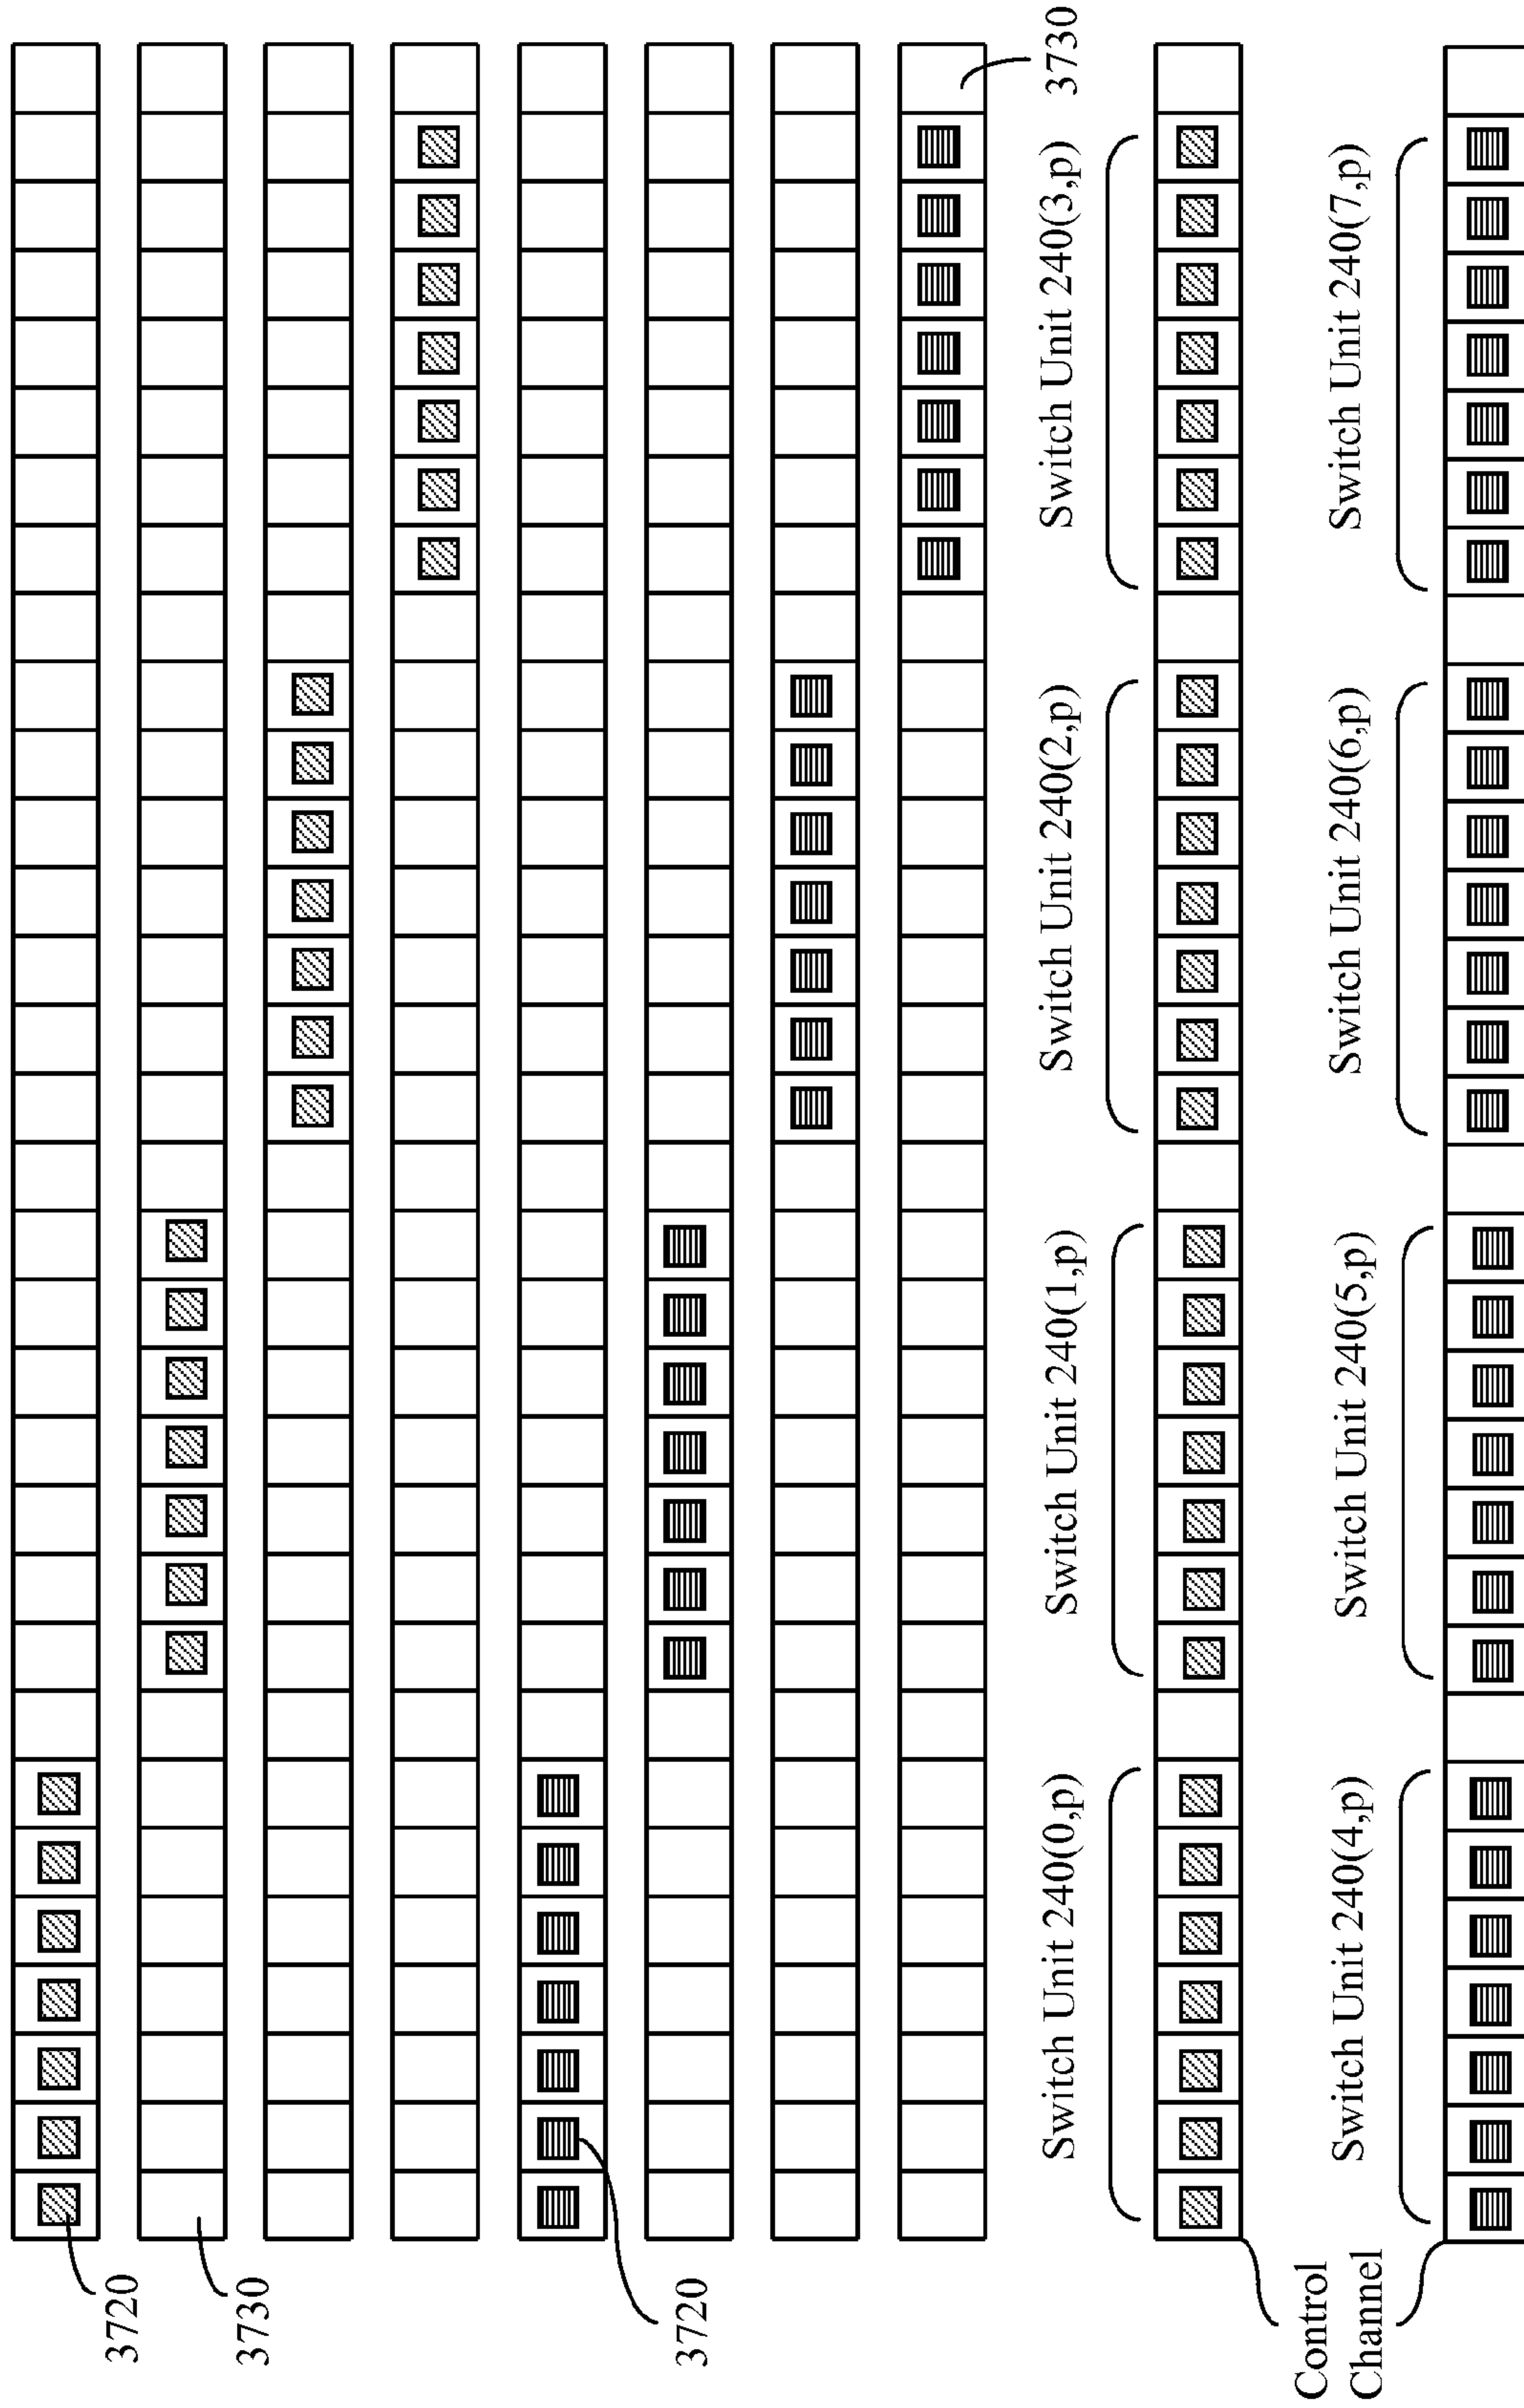 3720
3730
3720
3730
Switch Unit 240(0,p)
Switch Unit 240(1,p)
Switch Unit 240(2,p)
Switch Unit 240(3,p)
Control
Channel
Switch Unit 240(4,p)
Switch Unit 240(5,p)
Switch Unit 240(6,p)
Switch Unit 240(7,p)